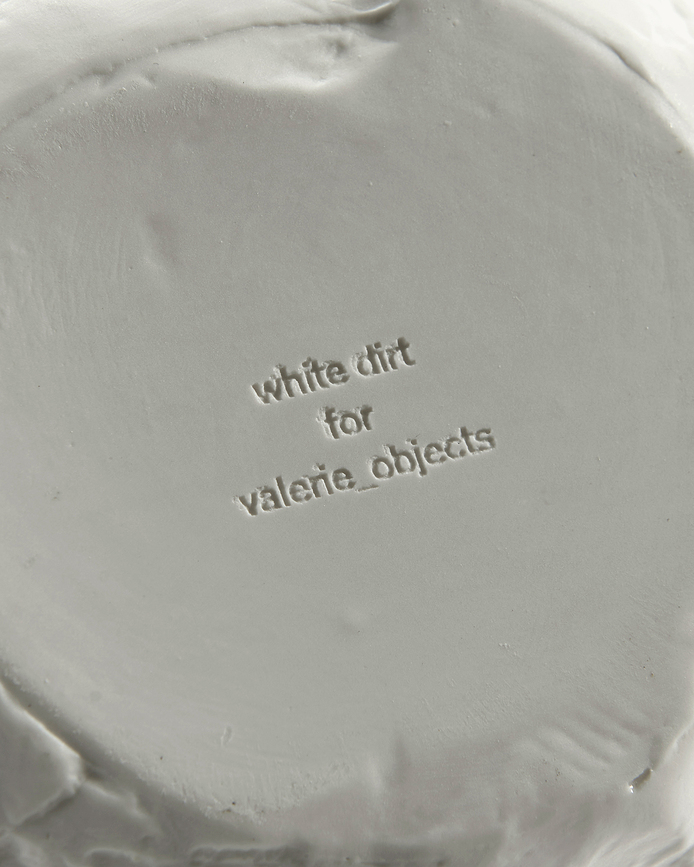 white dirt
for
valerie_objects